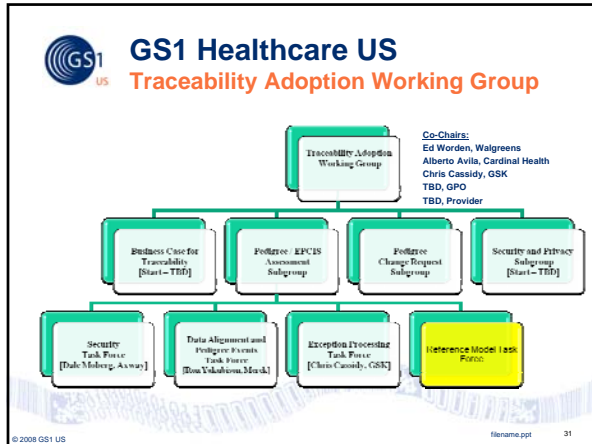 GS1
US
GS1 Healthcare US
Traceability Adoption Working Group
Co-Chairs:
Ed Worden, Walgreens
Alberto Avila, Cardinal Health
Chris Cassidy, GSK
TBD, GPO
TBD, Provider
Traceability Adoption
Working Group
Business Case for
Traceability
[Start – TBD]
Pedigree / EPCIS
Assessment
Subgroup
Pedigree
Change Request
Subgroup
Security and Privacy
Subgroup
[Start – TBD]
Security
Task Force
[Dale Moberg, Axway]
Data Alignment and
Pedigree Events
Task Force
[Ron Yokubison, Merck]
Exception Processing
Task Force
[Chris Cassidy, GSK]
Reference Model Task
Force
© 2008 GS1 US
filename.ppt
31